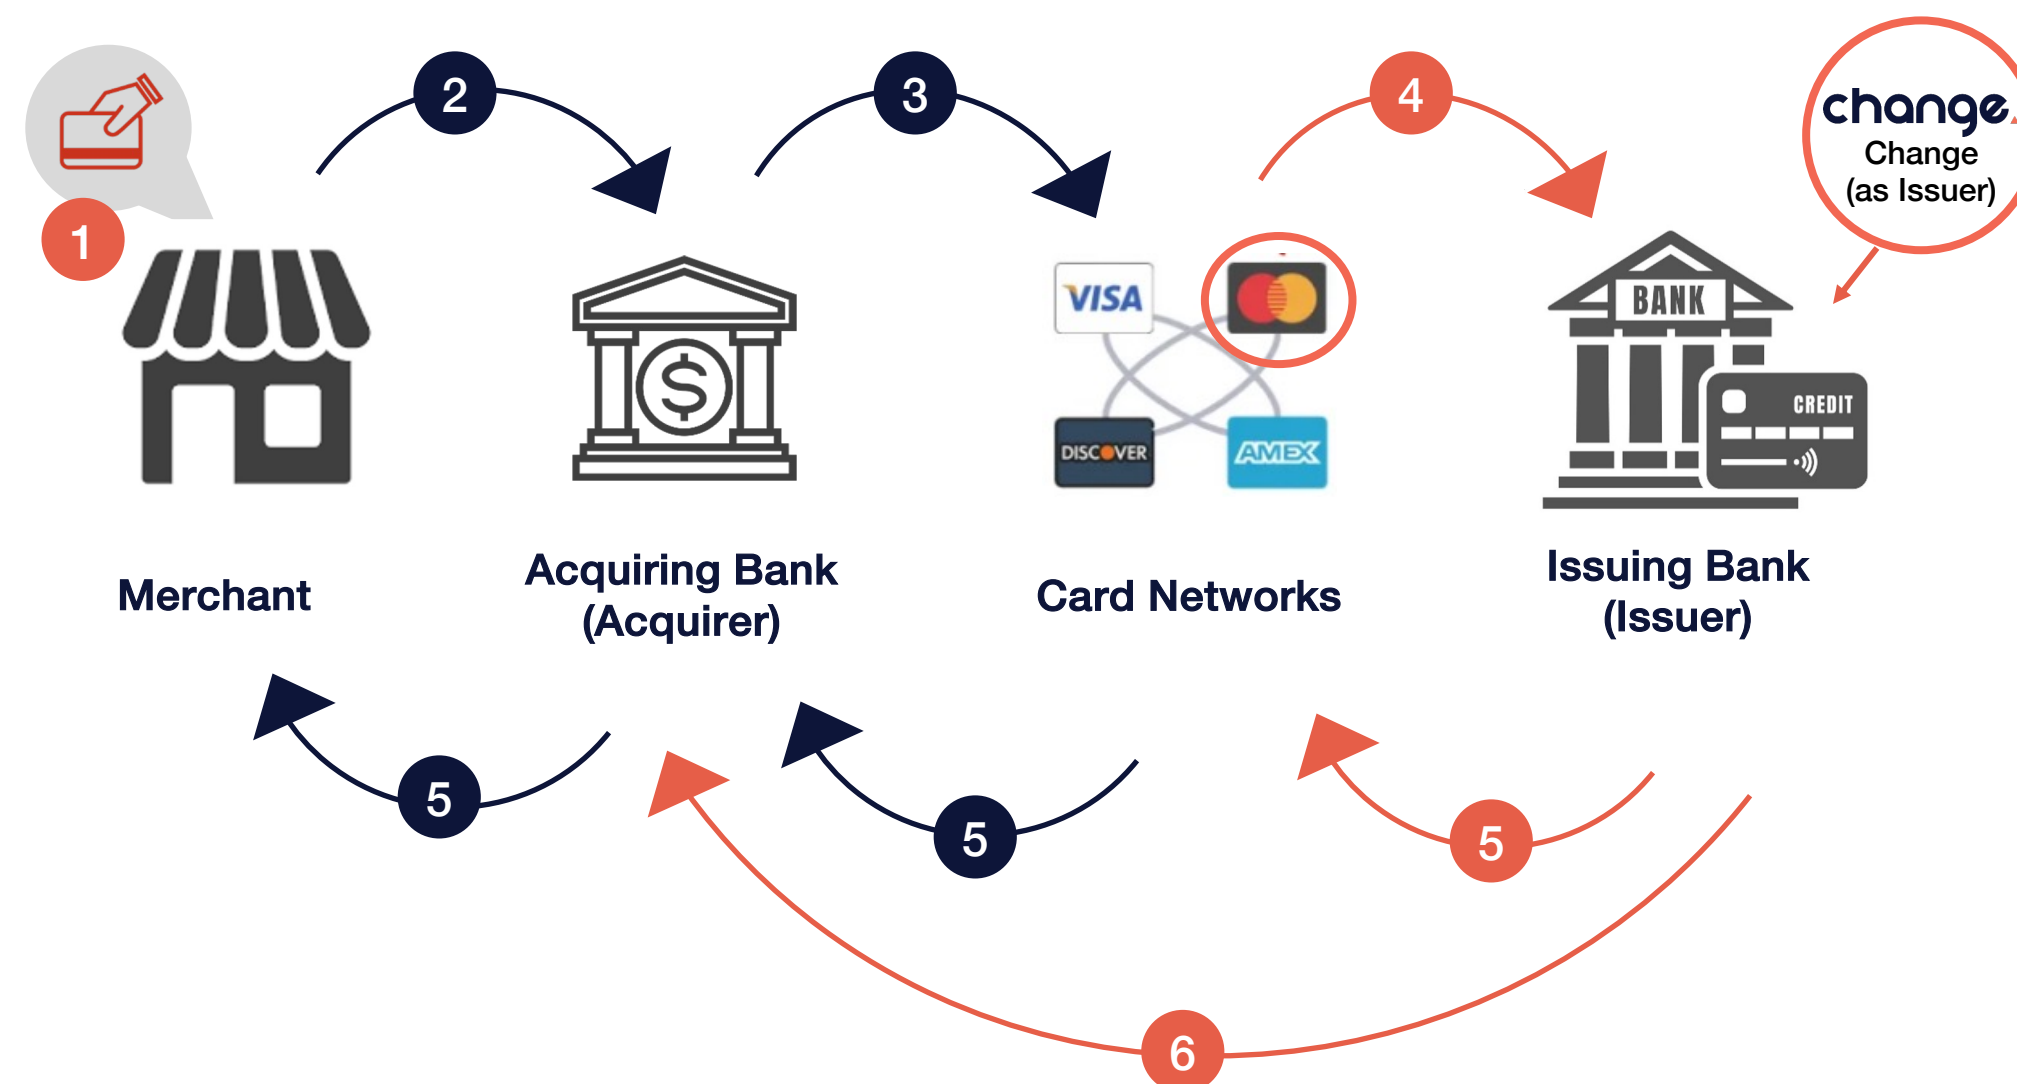 2
3
4
change
Change
(as Issuer)
1
VISA
BANK
CREDIT
DISCOVER
AMEX
Merchant
Acquiring Bank
(Acquirer)
Card Networks
Issuing Bank
(Issuer)
5
5
5
6